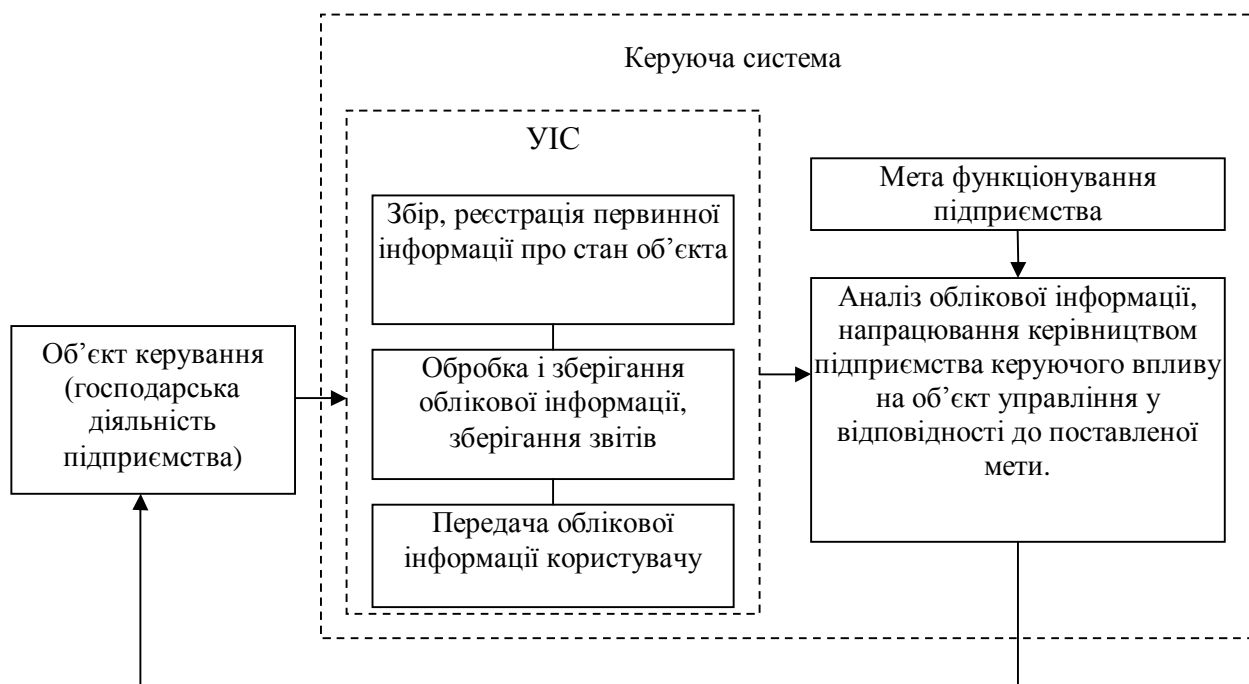 Керуюча система
УІС
Збір, реєстрація первинної
інформації про стан об’єкта
Обробка і зберігання
облікової інформації,
зберігання звітів
Передача облікової
інформації користувачу
Мета функціонування
підприємства
Аналіз облікової інформації,
напрацювання керівництвом
підприємства керуючого впливу
на об’єкт управління у
відповідності до поставленої
мети.
Об’єкт керування
(господарська
діяльність
підприємства)